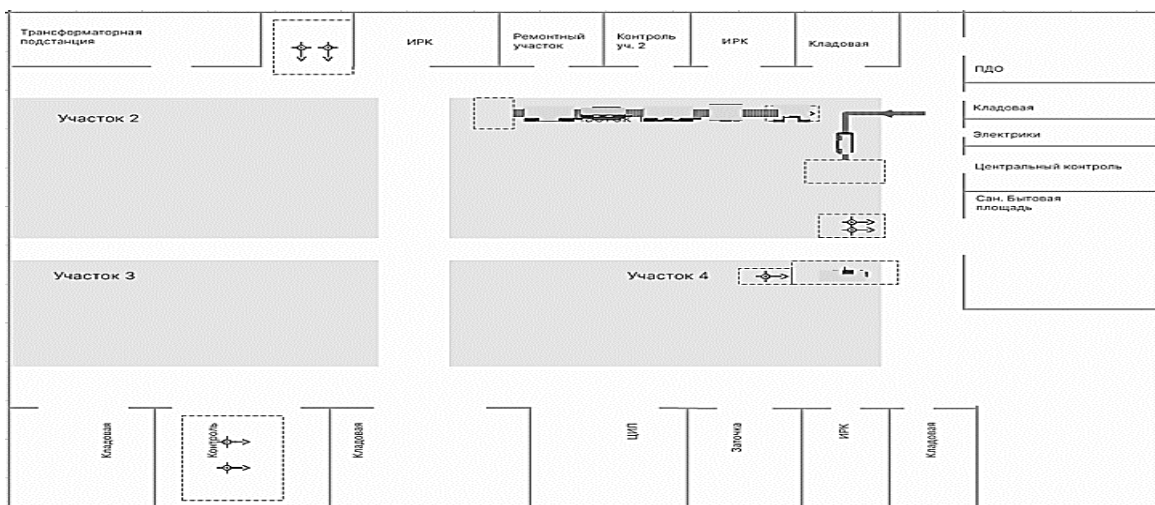 Трансформаторная
подстанция
ИРК
Ремонтный
участок
Контроль
уч. 2
ИРК
Кладовая
ПДО
Кладовая
Электрики
Центральный контроль
Сан. Бытовая
площадь
Участок 2
Участок 3
Участок 4
Кладовая
Контроль
Кладовая
ЦИП
Заточка
ИРК
Кладовая